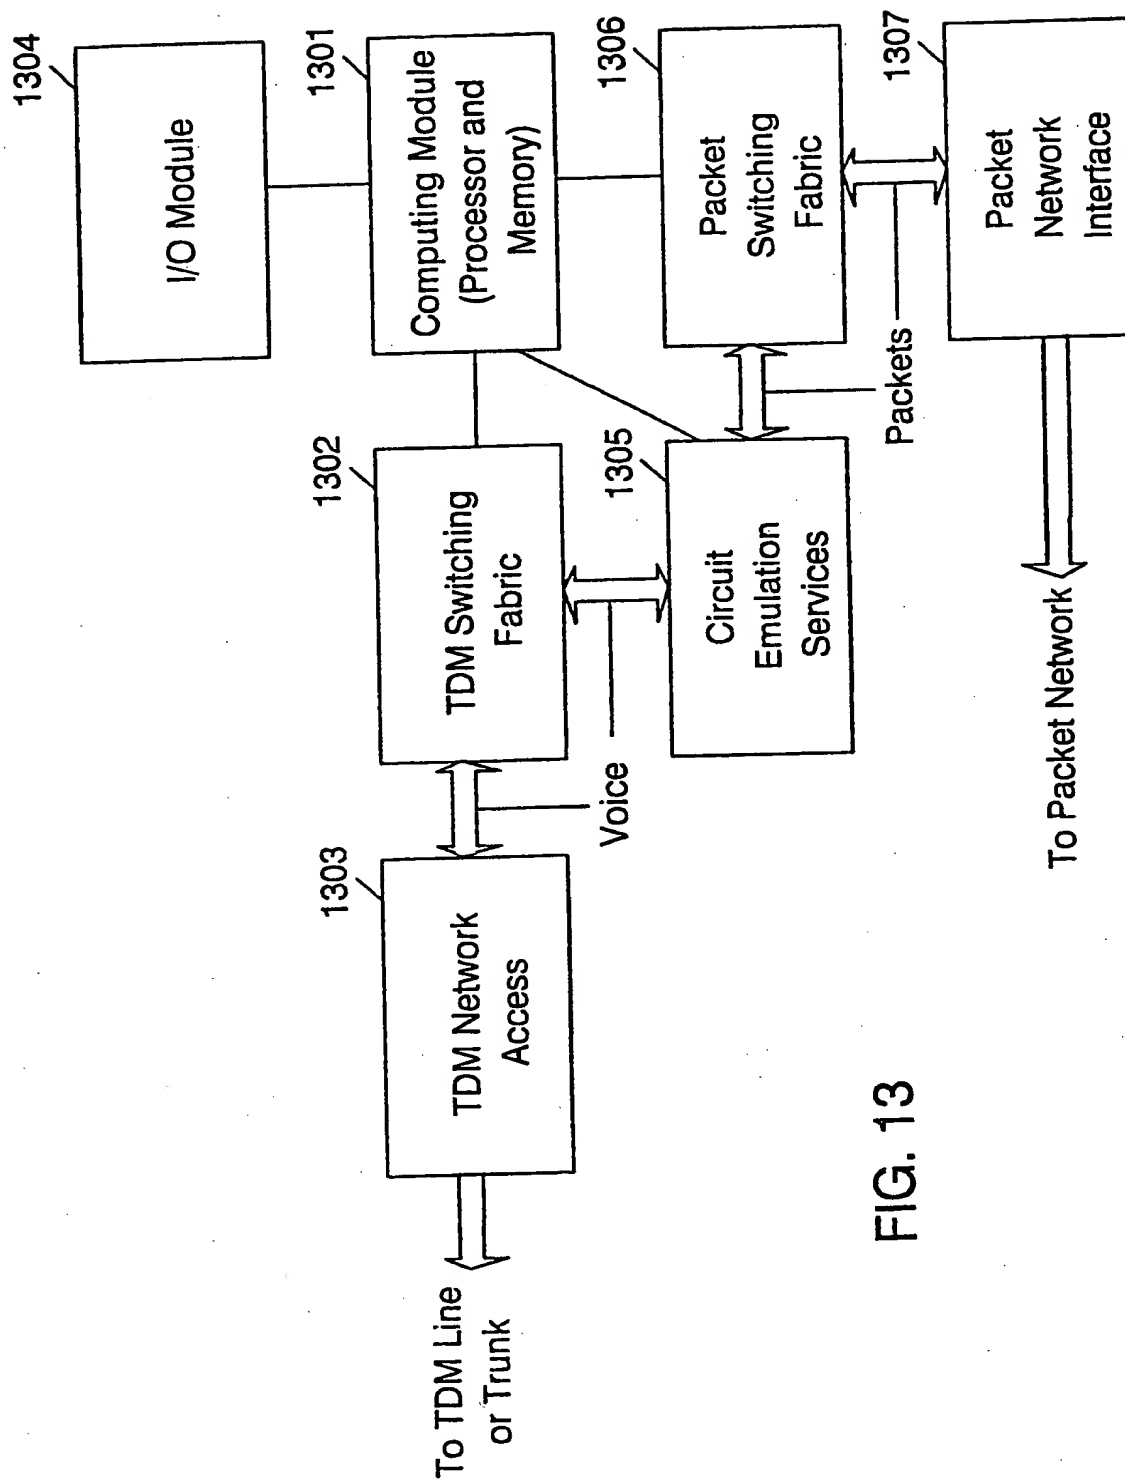 1304
I/O Module
1301
Computing Module
(Processor and
Memory)
1306
Packet
Switching
Fabric
1307
Packet
Network
Interface
1302
TDM Switching
Fabric
1305
Circuit
Emulation
Services
Packets
Voice
1303
TDM Network
Access
To TDM Line
or Trunk
To Packet Network
FIG. 13